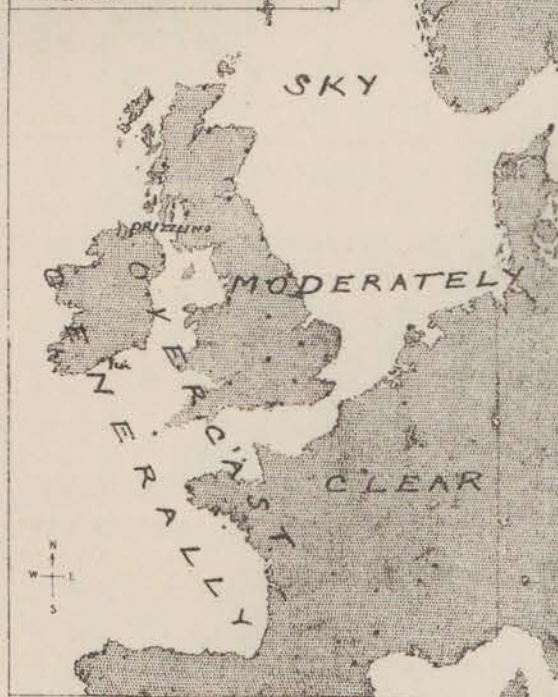 SKY
DRIZZLING
MODERATELY
GENERALLY
OVERCAST
CLEAR
N
W E
S